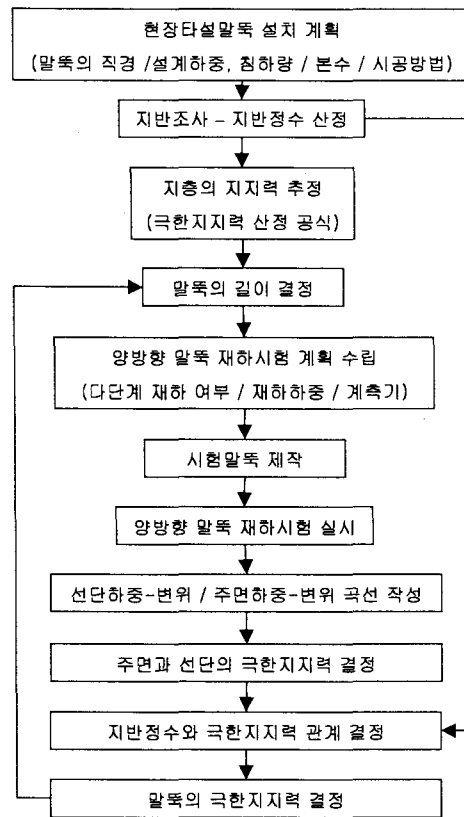 현장타설말뚝 설치 계획
(말뚝의 직경 /설계하중, 침하량 / 본수 / 시공방법)
지반조사 – 지반정수 산정
지층의 지지력 추정
(극한지지력 산정 공식)
말뚝의 길이 결정
양방향 말뚝 재하시험 계획 수립
(다단계 재하 여부 / 재하하중 / 계측기)
시험말뚝 제작
양방향 말뚝 재하시험 실시
선단하중-변위 / 주면하중-변위 곡선 작성
주면과 선단의 극한지지력 결정
지반정수와 극한지지력 관계 결정
말뚝의 극한지지력 결정